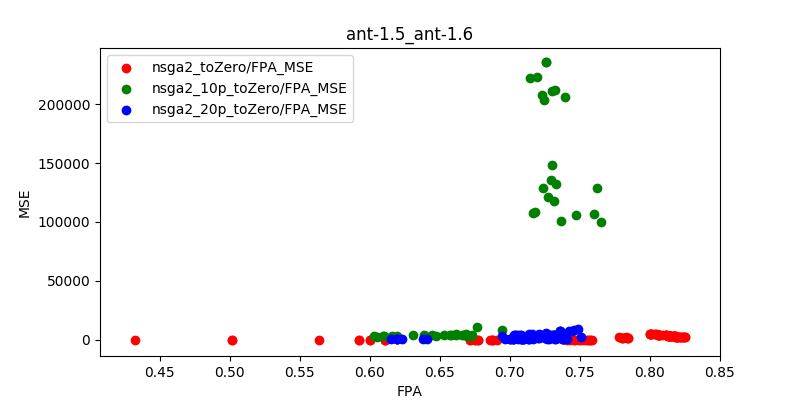 ant-1.5_ant-1.6
nsga2_toZero/FPA_MSE
nsga2_10p_toZero/FPA_MSE
nsga2_20p_toZero/FPA_MSE
200000
150000
100000
50000
0
MSE
0.45 0.50 0.55 0.60 0.65 0.70 0.75 0.80 0.85
FPA